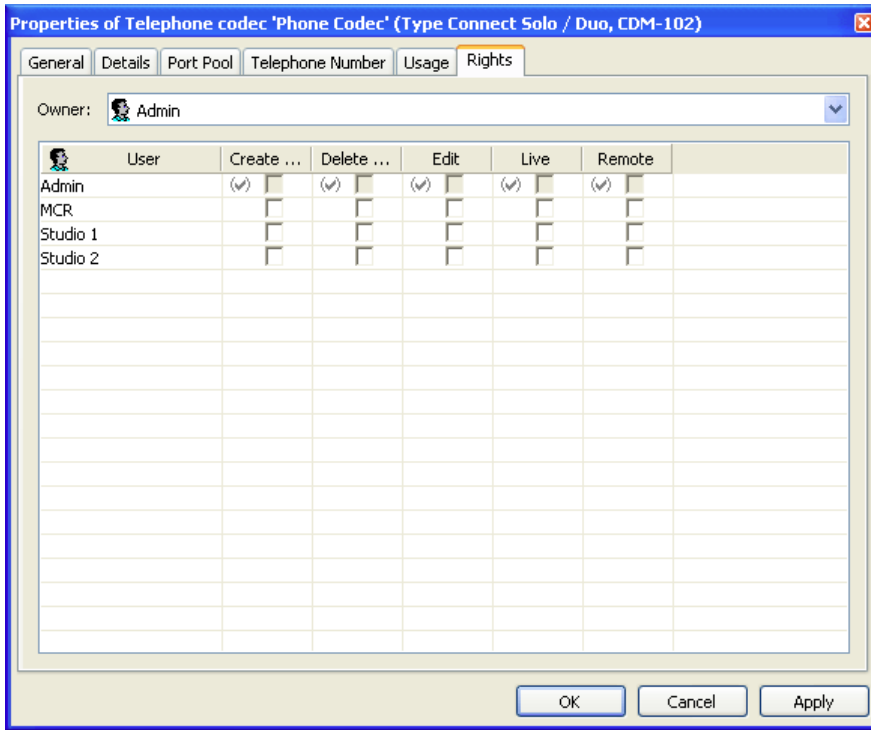 Properties of Telephone codec 'Phone Codec' (Type Connect Solo / Duo, CDM-102)
General Details Port Pool Telephone Number Usage Rights
Owner: Admin
User Create ... Delete ... Edit Live Remote
Admin (✓) (✓) (✓) (✓) (✓)
MCR
Studio 1
Studio 2
OK Cancel Apply